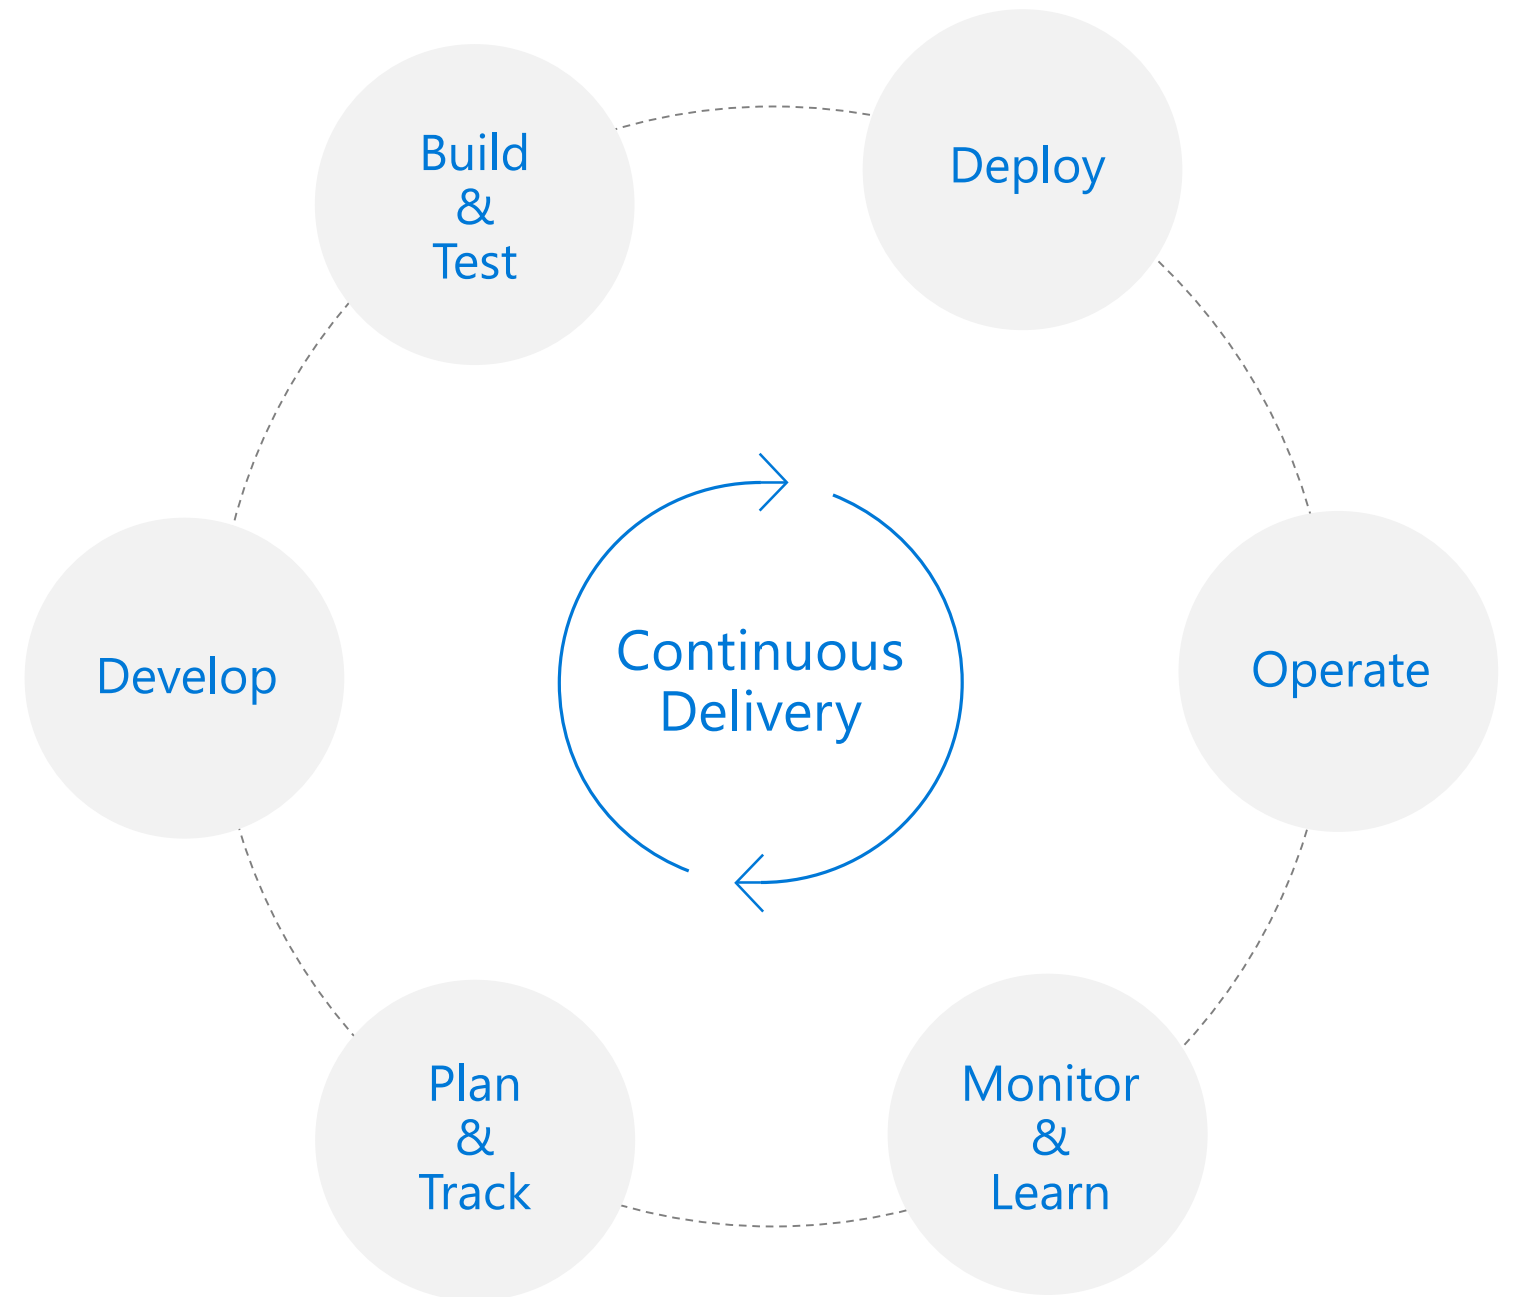 Build
&
Test
Deploy
Develop
Continuous
Delivery
Operate
Plan
&
Track
Monitor
&
Learn